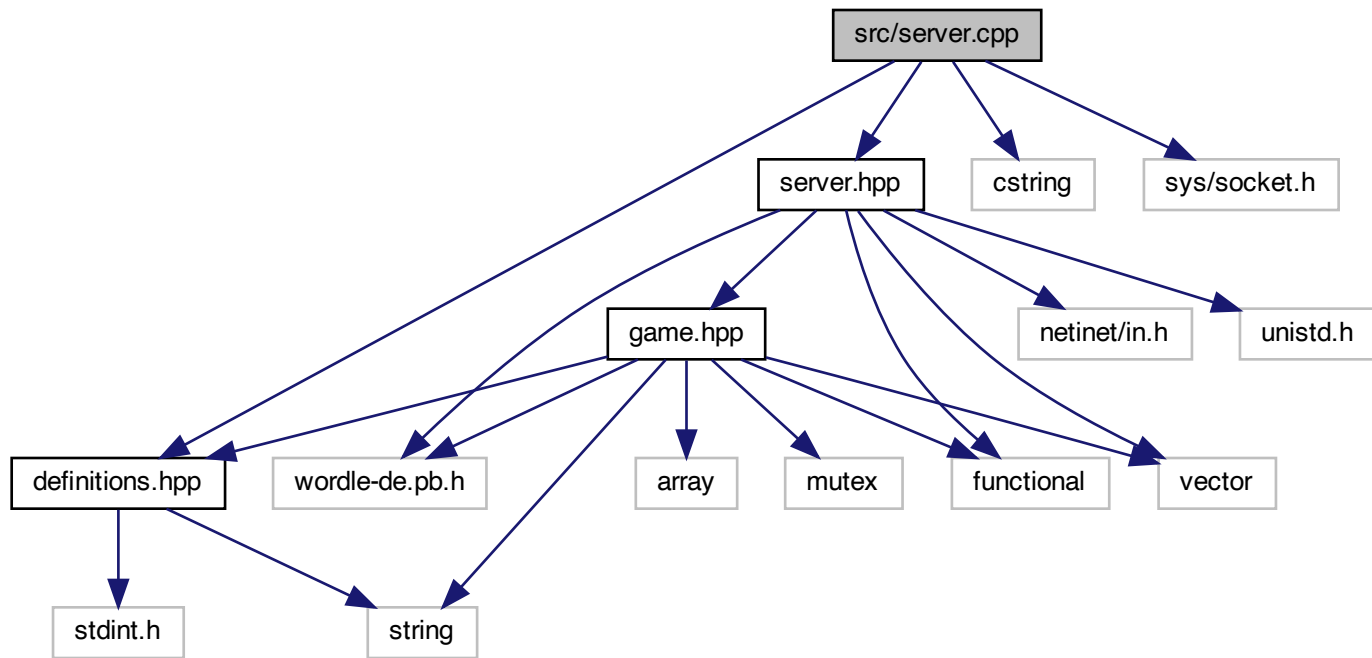 src/server.cpp
server.hpp
cstring
sys/socket.h
game.hpp
netinet/in.h
unistd.h
definitions.hpp
wordle-de.pb.h
array
mutex
functional
vector
stdint.h
string